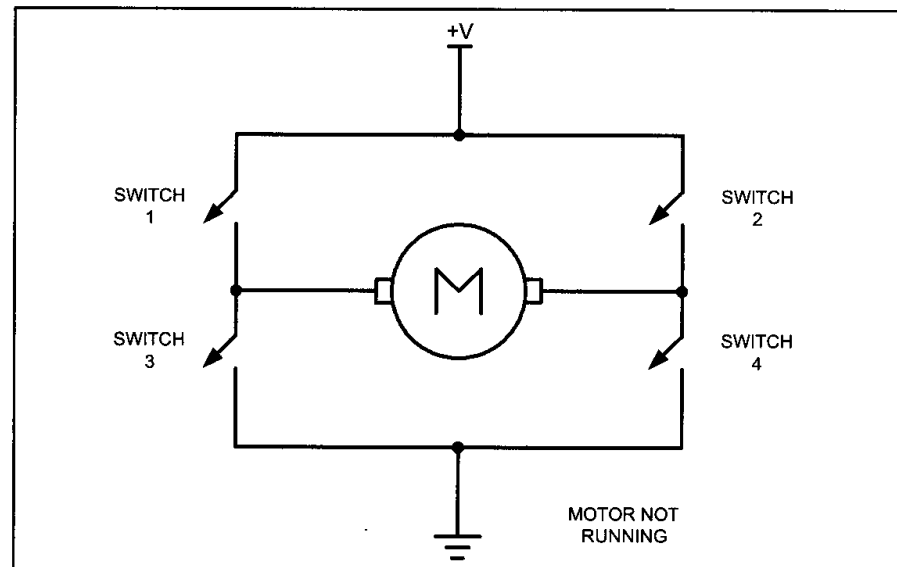 +V
SWITCH
1
SWITCH
2
M
SWITCH
3
SWITCH
4
MOTOR NOT
RUNNING